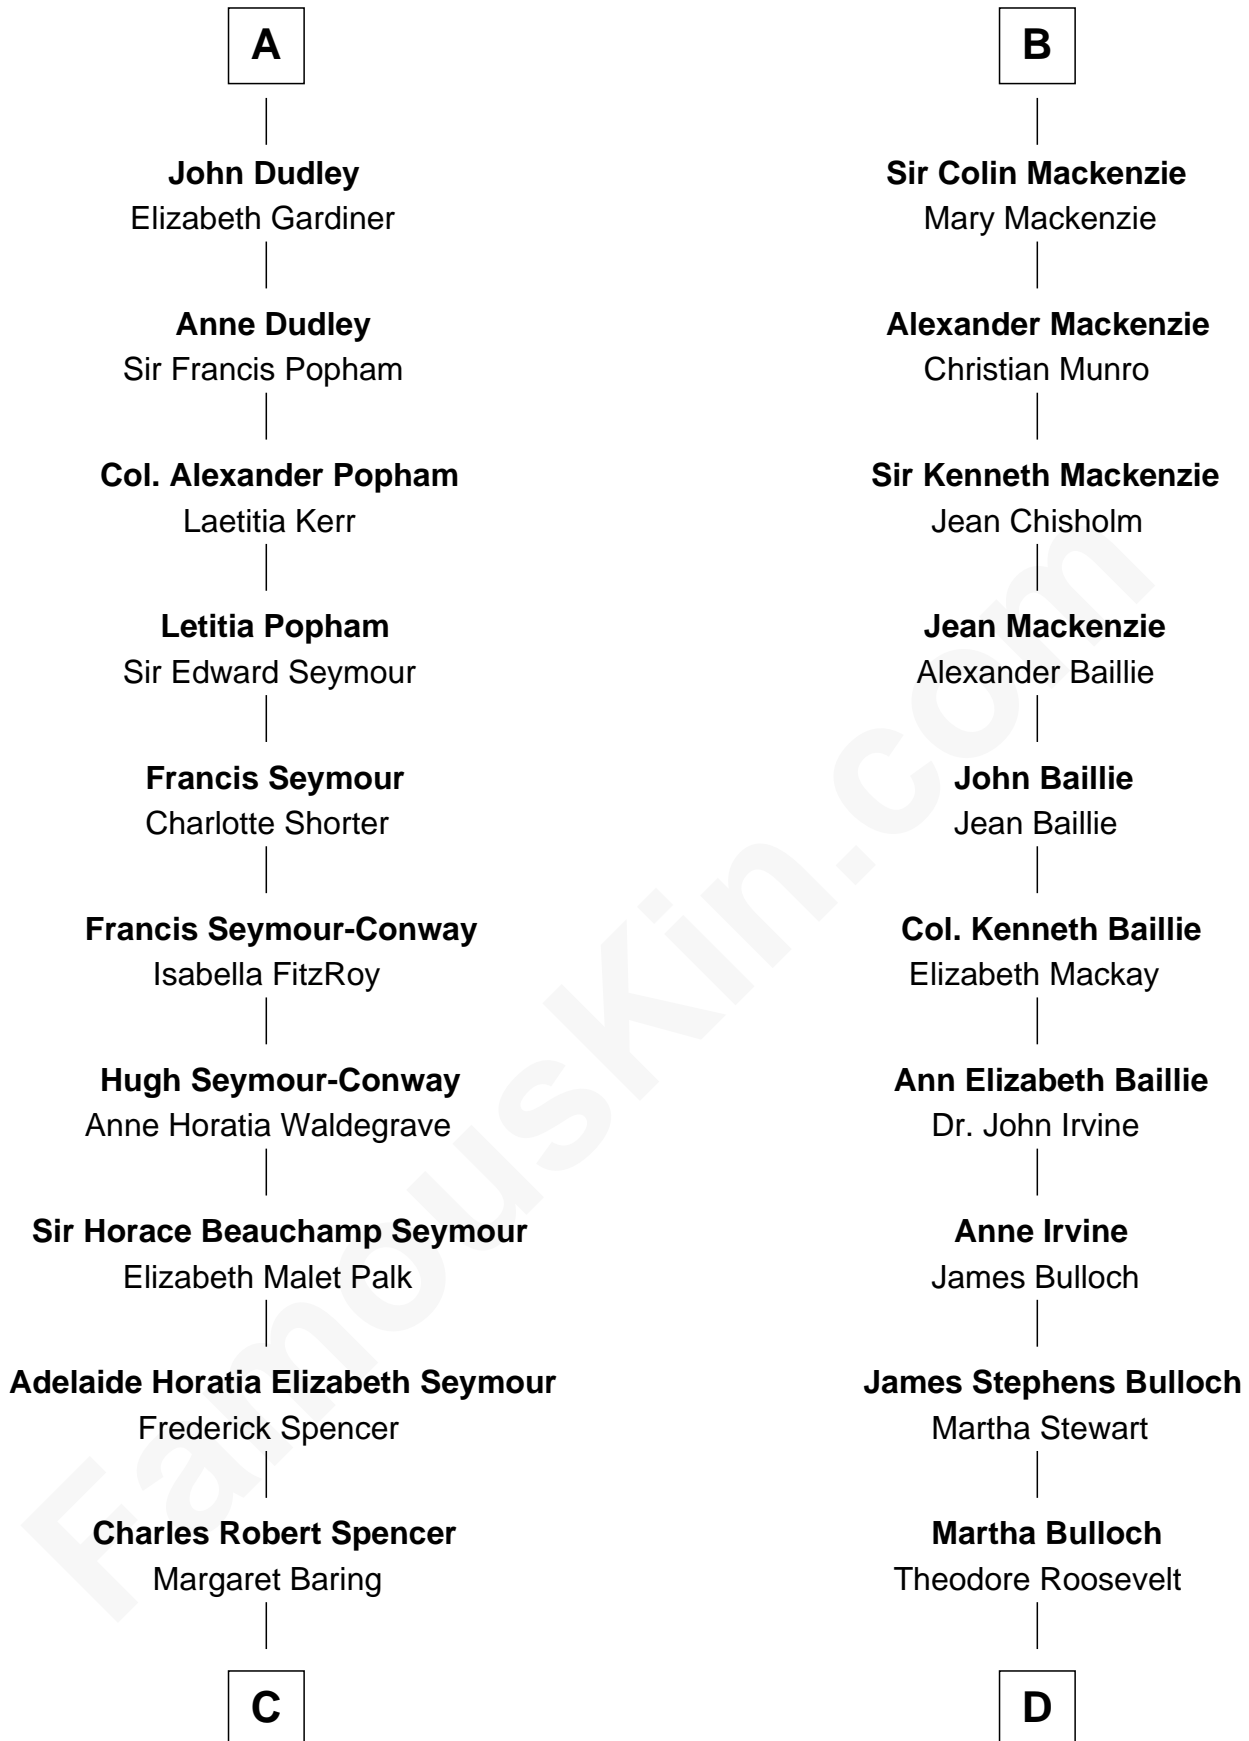 A
John Dudley
Elizabeth Gardiner
Anne Dudley
Sir Francis Popham
Col. Alexander Popham
Laetitia Kerr
Letitia Popham
Sir Edward Seymour
Francis Seymour
Charlotte Shorter
Francis Seymour-Conway
Isabella FitzRoy
Hugh Seymour-Conway
Anne Horatia Waldegrave
Sir Horace Beauchamp Seymour
Elizabeth Malet Palk
Adelaide Horatia Elizabeth Seymour
Frederick Spencer
Charles Robert Spencer
Margaret Baring
C
B
Sir Colin Mackenzie
Mary Mackenzie
Alexander Mackenzie
Christian Munro
Sir Kenneth Mackenzie
Jean Chisholm
Jean Mackenzie
Alexander Baillie
John Baillie
Jean Baillie
Col. Kenneth Baillie
Elizabeth Mackay
Ann Elizabeth Baillie
Dr. John Irvine
Anne Irvine
James Bulloch
James Stephens Bulloch
Martha Stewart
Martha Bulloch
Theodore Roosevelt
D
FamousKin.com